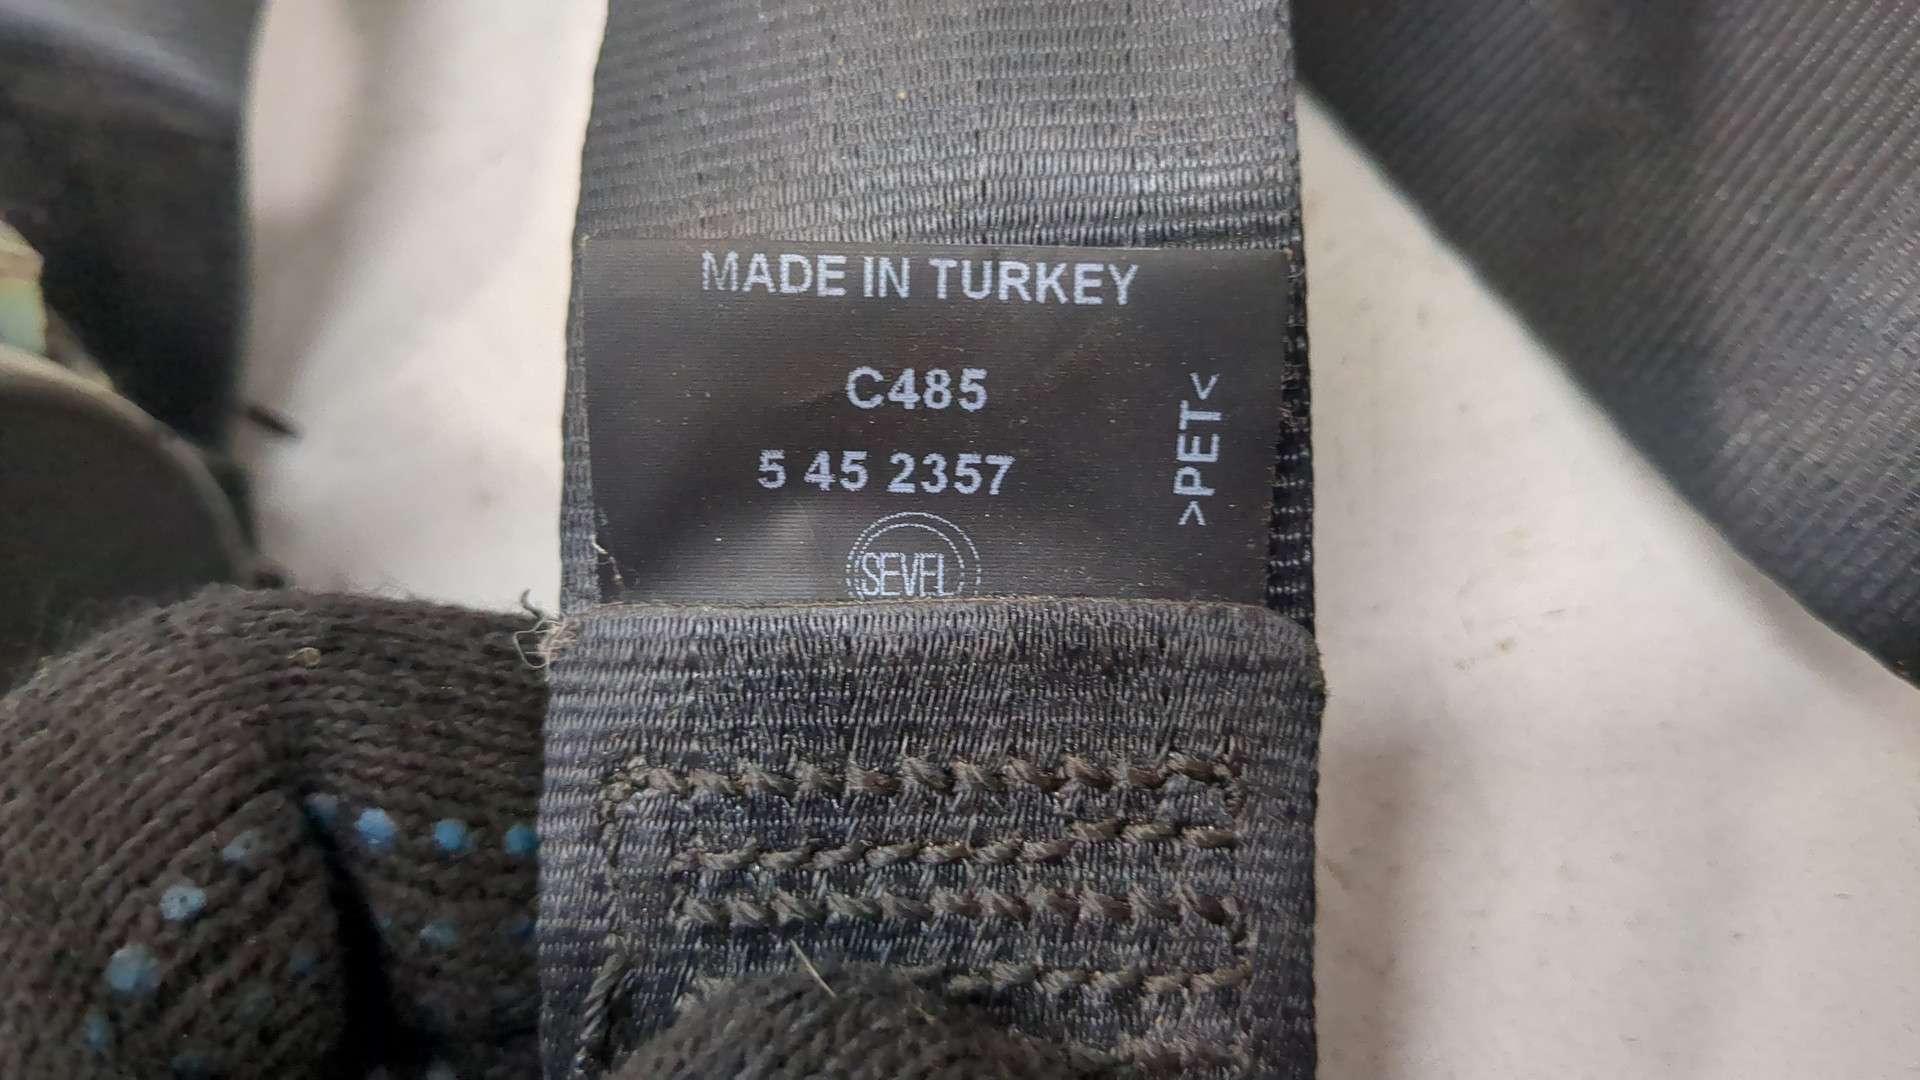 MADE IN TURKEY
C485
5 45 2357
>PET<
SEVEL